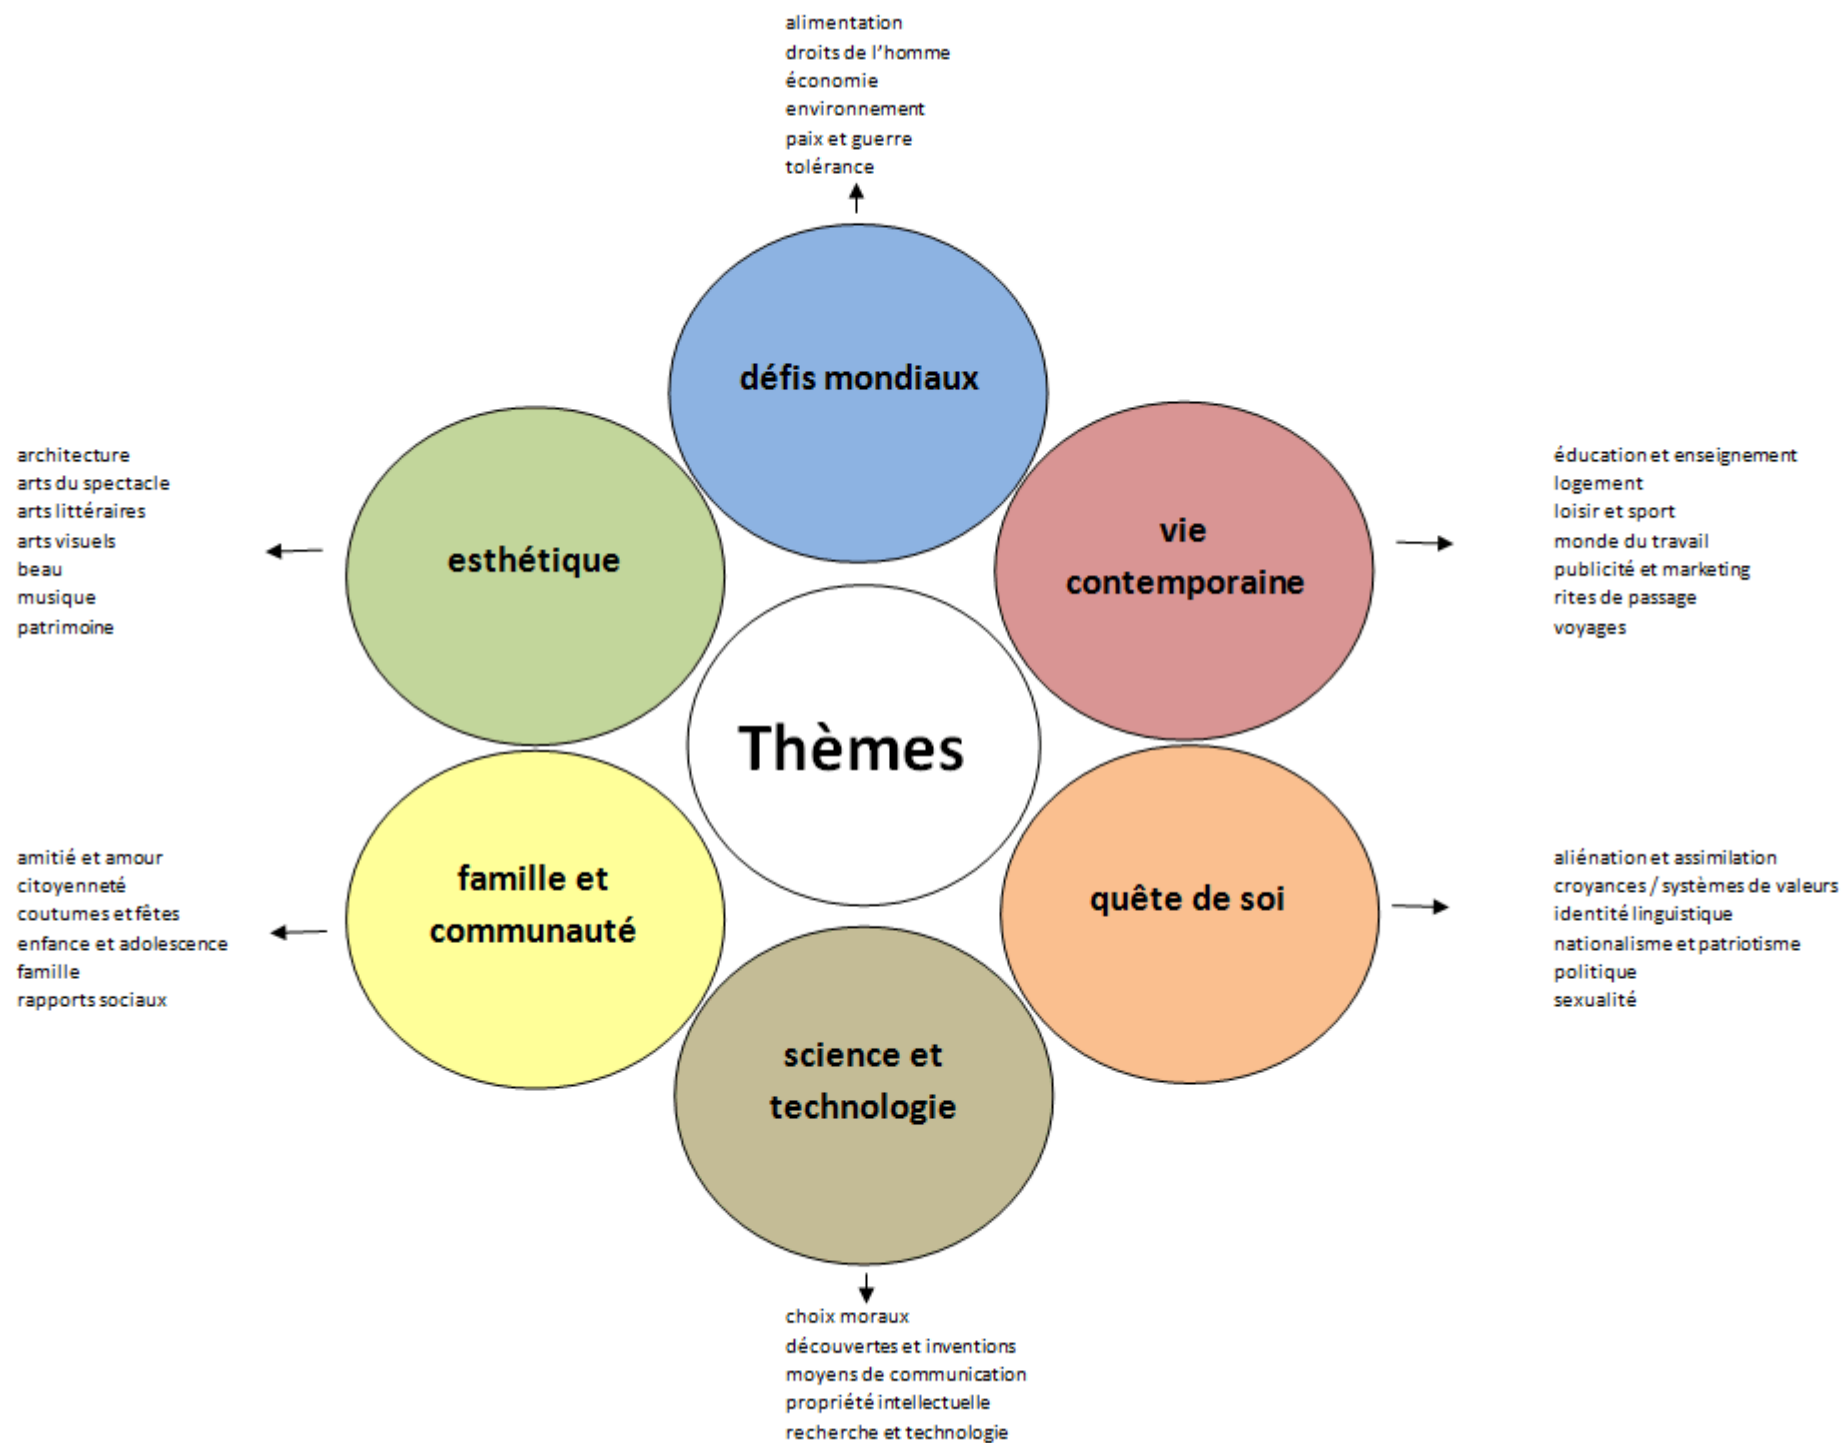 alimentation
droits de l’homme
économie
environnement
paix et guerre
tolérance
défis mondiaux
architecture
arts du spectacle
arts littéraires
arts visuels
beau
musique
patrimoine
esthétique
vie
contemporaine
éducation et enseignement
logement
loisir et sport
monde du travail
publicité et marketing
rites de passage
voyages
Thèmes
amitié et amour
citoyenneté
coutumes et fêtes
enfance et adolescence
famille
rapports sociaux
famille et
communauté
quête de soi
aliénation et assimilation
croyances / systèmes de valeurs
identité linguistique
nationalisme et patriotisme
politique
sexualité
science et
technologie
choix moraux
découvertes et inventions
moyens de communication
propriété intellectuelle
recherche et technologie